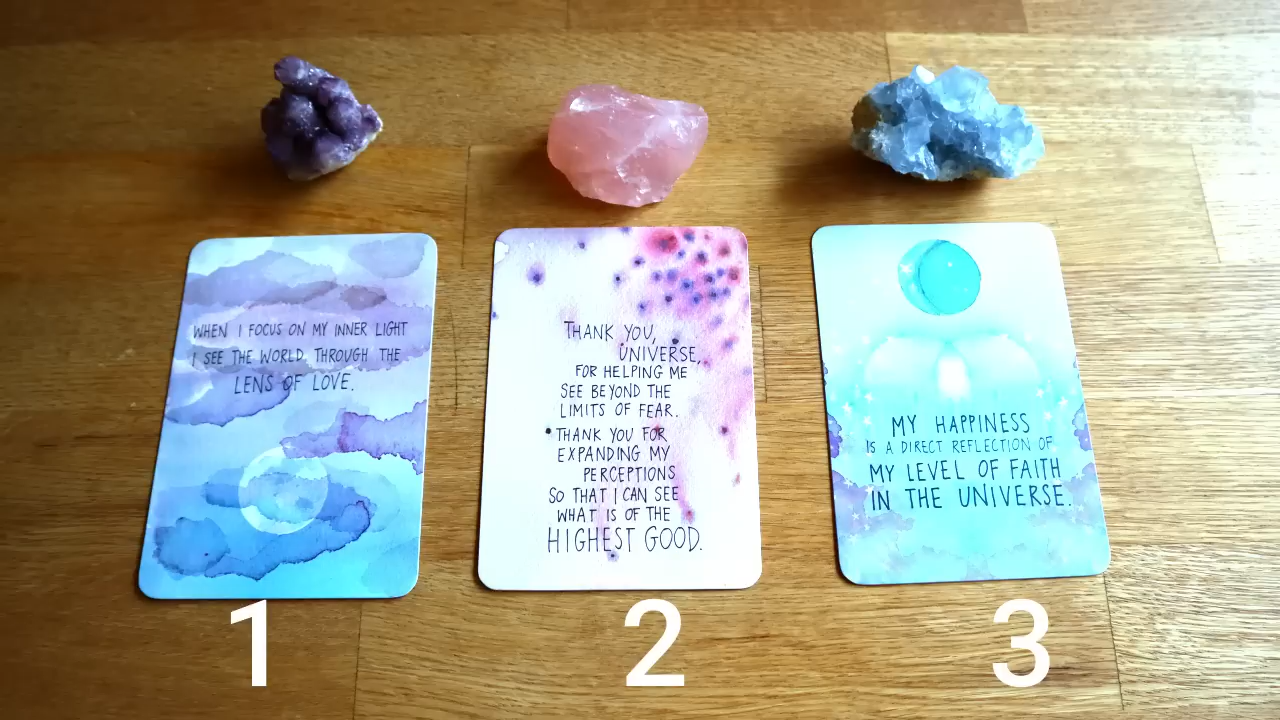 WHEN I FOCUS ON MY INNER LIGHT
I SEE THE WORLD THROUGH THE
LENS OF LOVE.
THANK YOU,
UNIVERSE,
FOR HELPING ME
SEE BEYOND THE
LIMITS OF FEAR.
THANK YOU FOR
EXPANDING MY
PERCEPTIONS
SO THAT I CAN SEE
WHAT IS OF THE
HIGHEST GOOD.
MY HAPPINESS
IS A DIRECT REFLECTION OF
MY LEVEL OF FAITH
IN THE UNIVERSE.
1
2
3